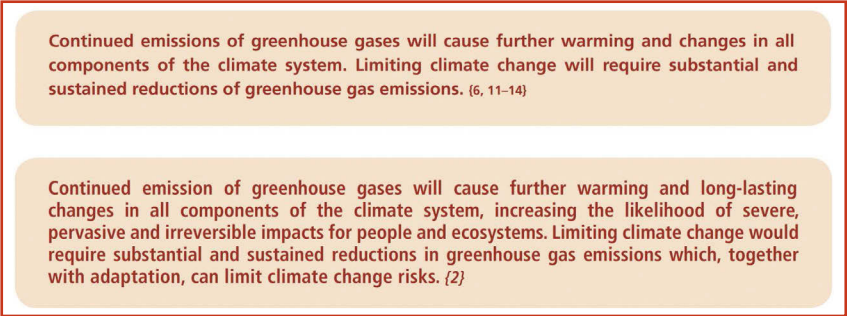 Continued emissions of greenhouse gases will cause further warming and changes in all
components of the climate system. Limiting climate change will require substantial and
sustained reductions of greenhouse gas emissions. {6, 11–14}
Continued emission of greenhouse gases will cause further warming and long-lasting
changes in all components of the climate system, increasing the likelihood of severe,
pervasive and irreversible impacts for people and ecosystems. Limiting climate change would
require substantial and sustained reductions in greenhouse gas emissions which, together
with adaptation, can limit climate change risks. {2}